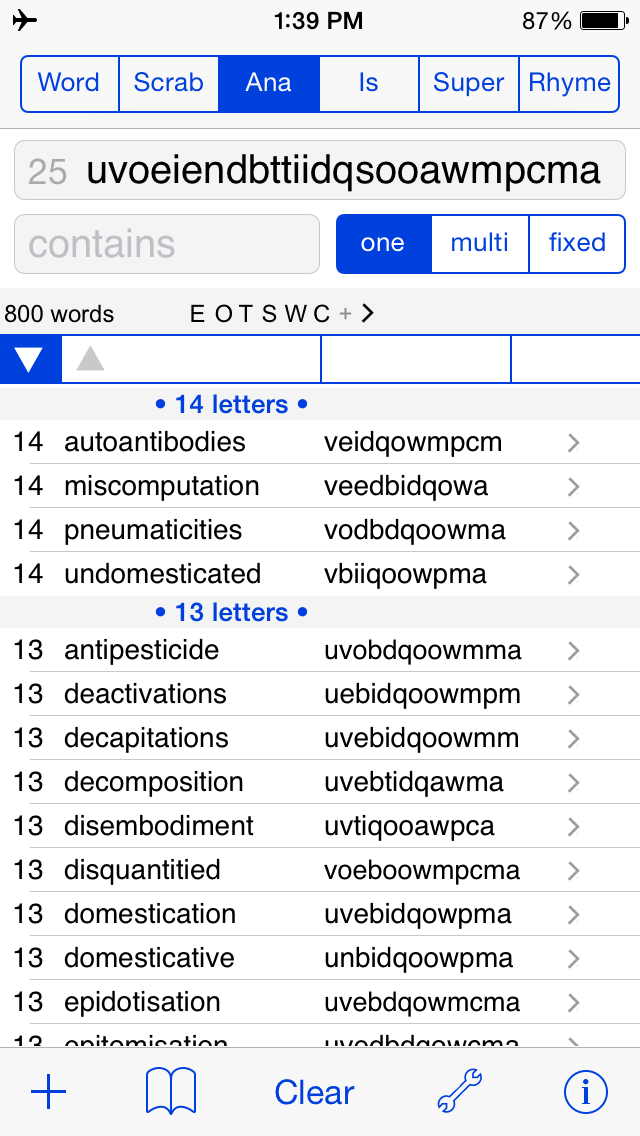 1:39 PM 87%
Word Scrab Ana Is Super Rhyme
25 uvoeiendbttiidqsooawmpcma
contains one multi fixed
800 words E O T S W C +
• 14 letters •
14 autoantibodies veidqowmpcm
14 miscomputation veedbidqowa
14 pneumaticities vodbdqoowma
14 undomesticated vbiiqoowpma
• 13 letters •
13 antipesticide uvobdqoowmma
13 deactivations uebidqoowmpm
13 decapitations uvebidqoowmm
13 decomposition uvebtidqawma
13 disembodiment uvtiqooawpca
13 disquantitied voeboowmpcma
13 domestication uvebidqowpma
13 domesticative unbidqoowpma
13 epidotisation uvebdqowmcma
13 epitomisation uvedbdqowcma
Clear